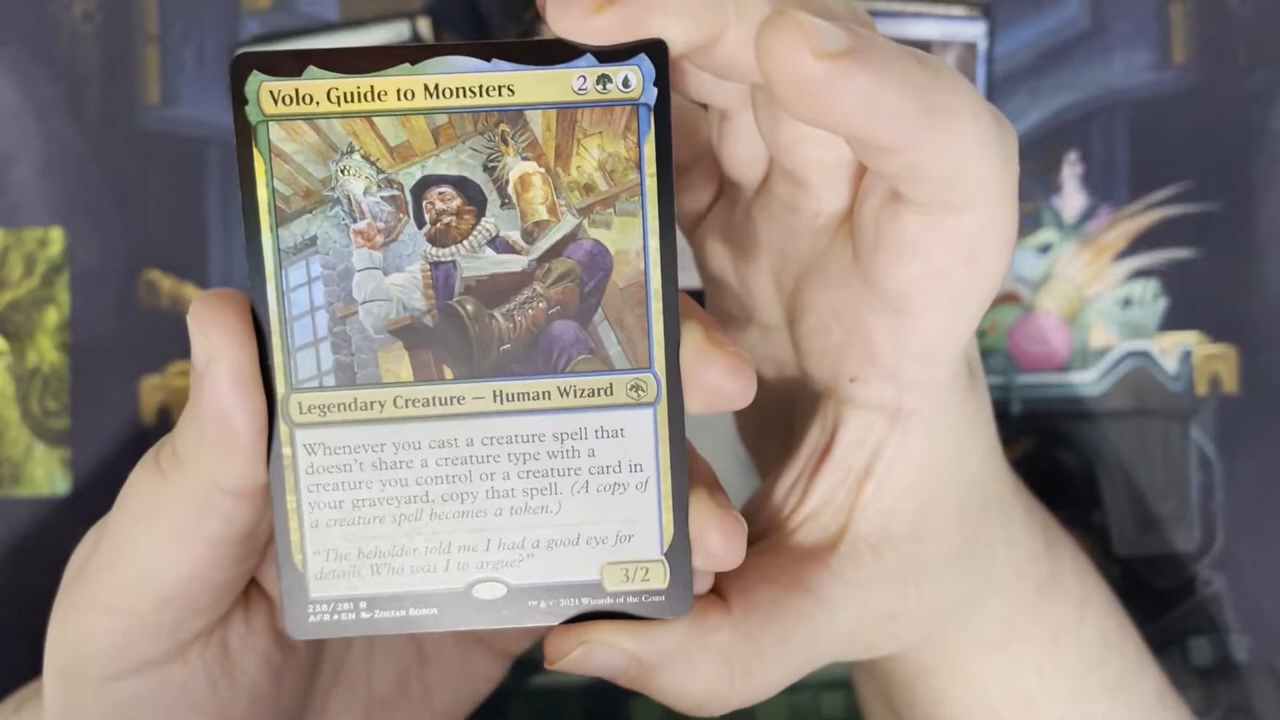 Volo, Guide to Monsters 2
Legendary Creature — Human Wizard
Whenever you cast a creature spell that
doesn't share a creature type with a
creature you control or a creature card in
your graveyard, copy that spell. (A copy of
a creature spell becomes a token.)
"The beholder told me I had a good eye for
details. Who was I to argue?"
3/2
238/281 R
AFR ★ EN Zoltan Boros
™ & © 2021 Wizards of the Coast